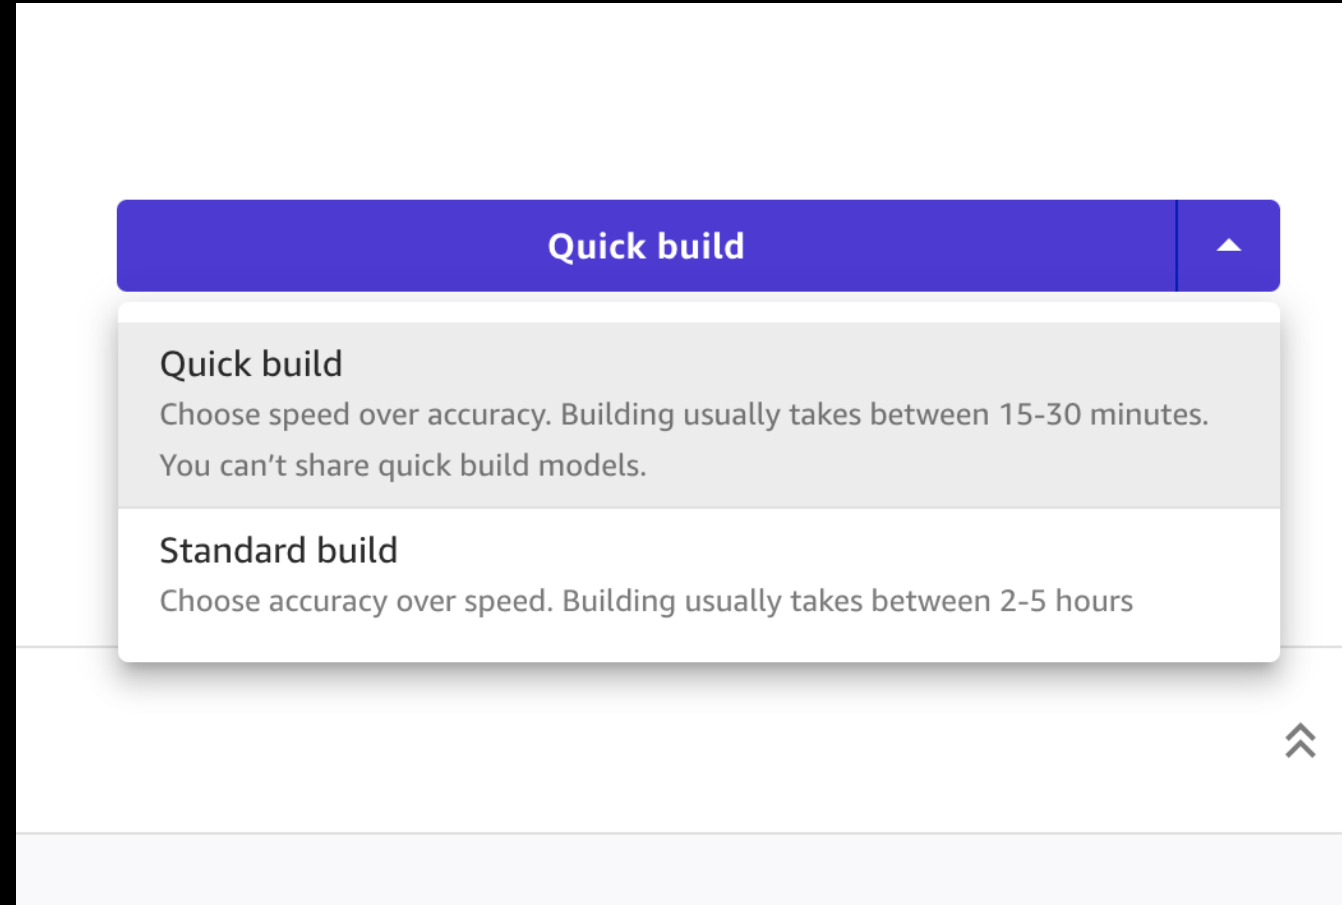 Quick build
Quick build
Choose speed over accuracy. Building usually takes between 15-30 minutes.
You can’t share quick build models.
Standard build
Choose accuracy over speed. Building usually takes between 2-5 hours